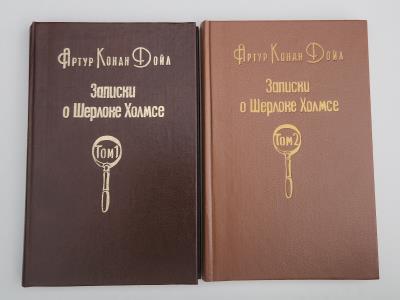 Артур Конан Дойл
Записки
о Шерлоке Холмсе
Том 1
Артур Конан Дойл
Записки
о Шерлоке Холмсе
Том 2